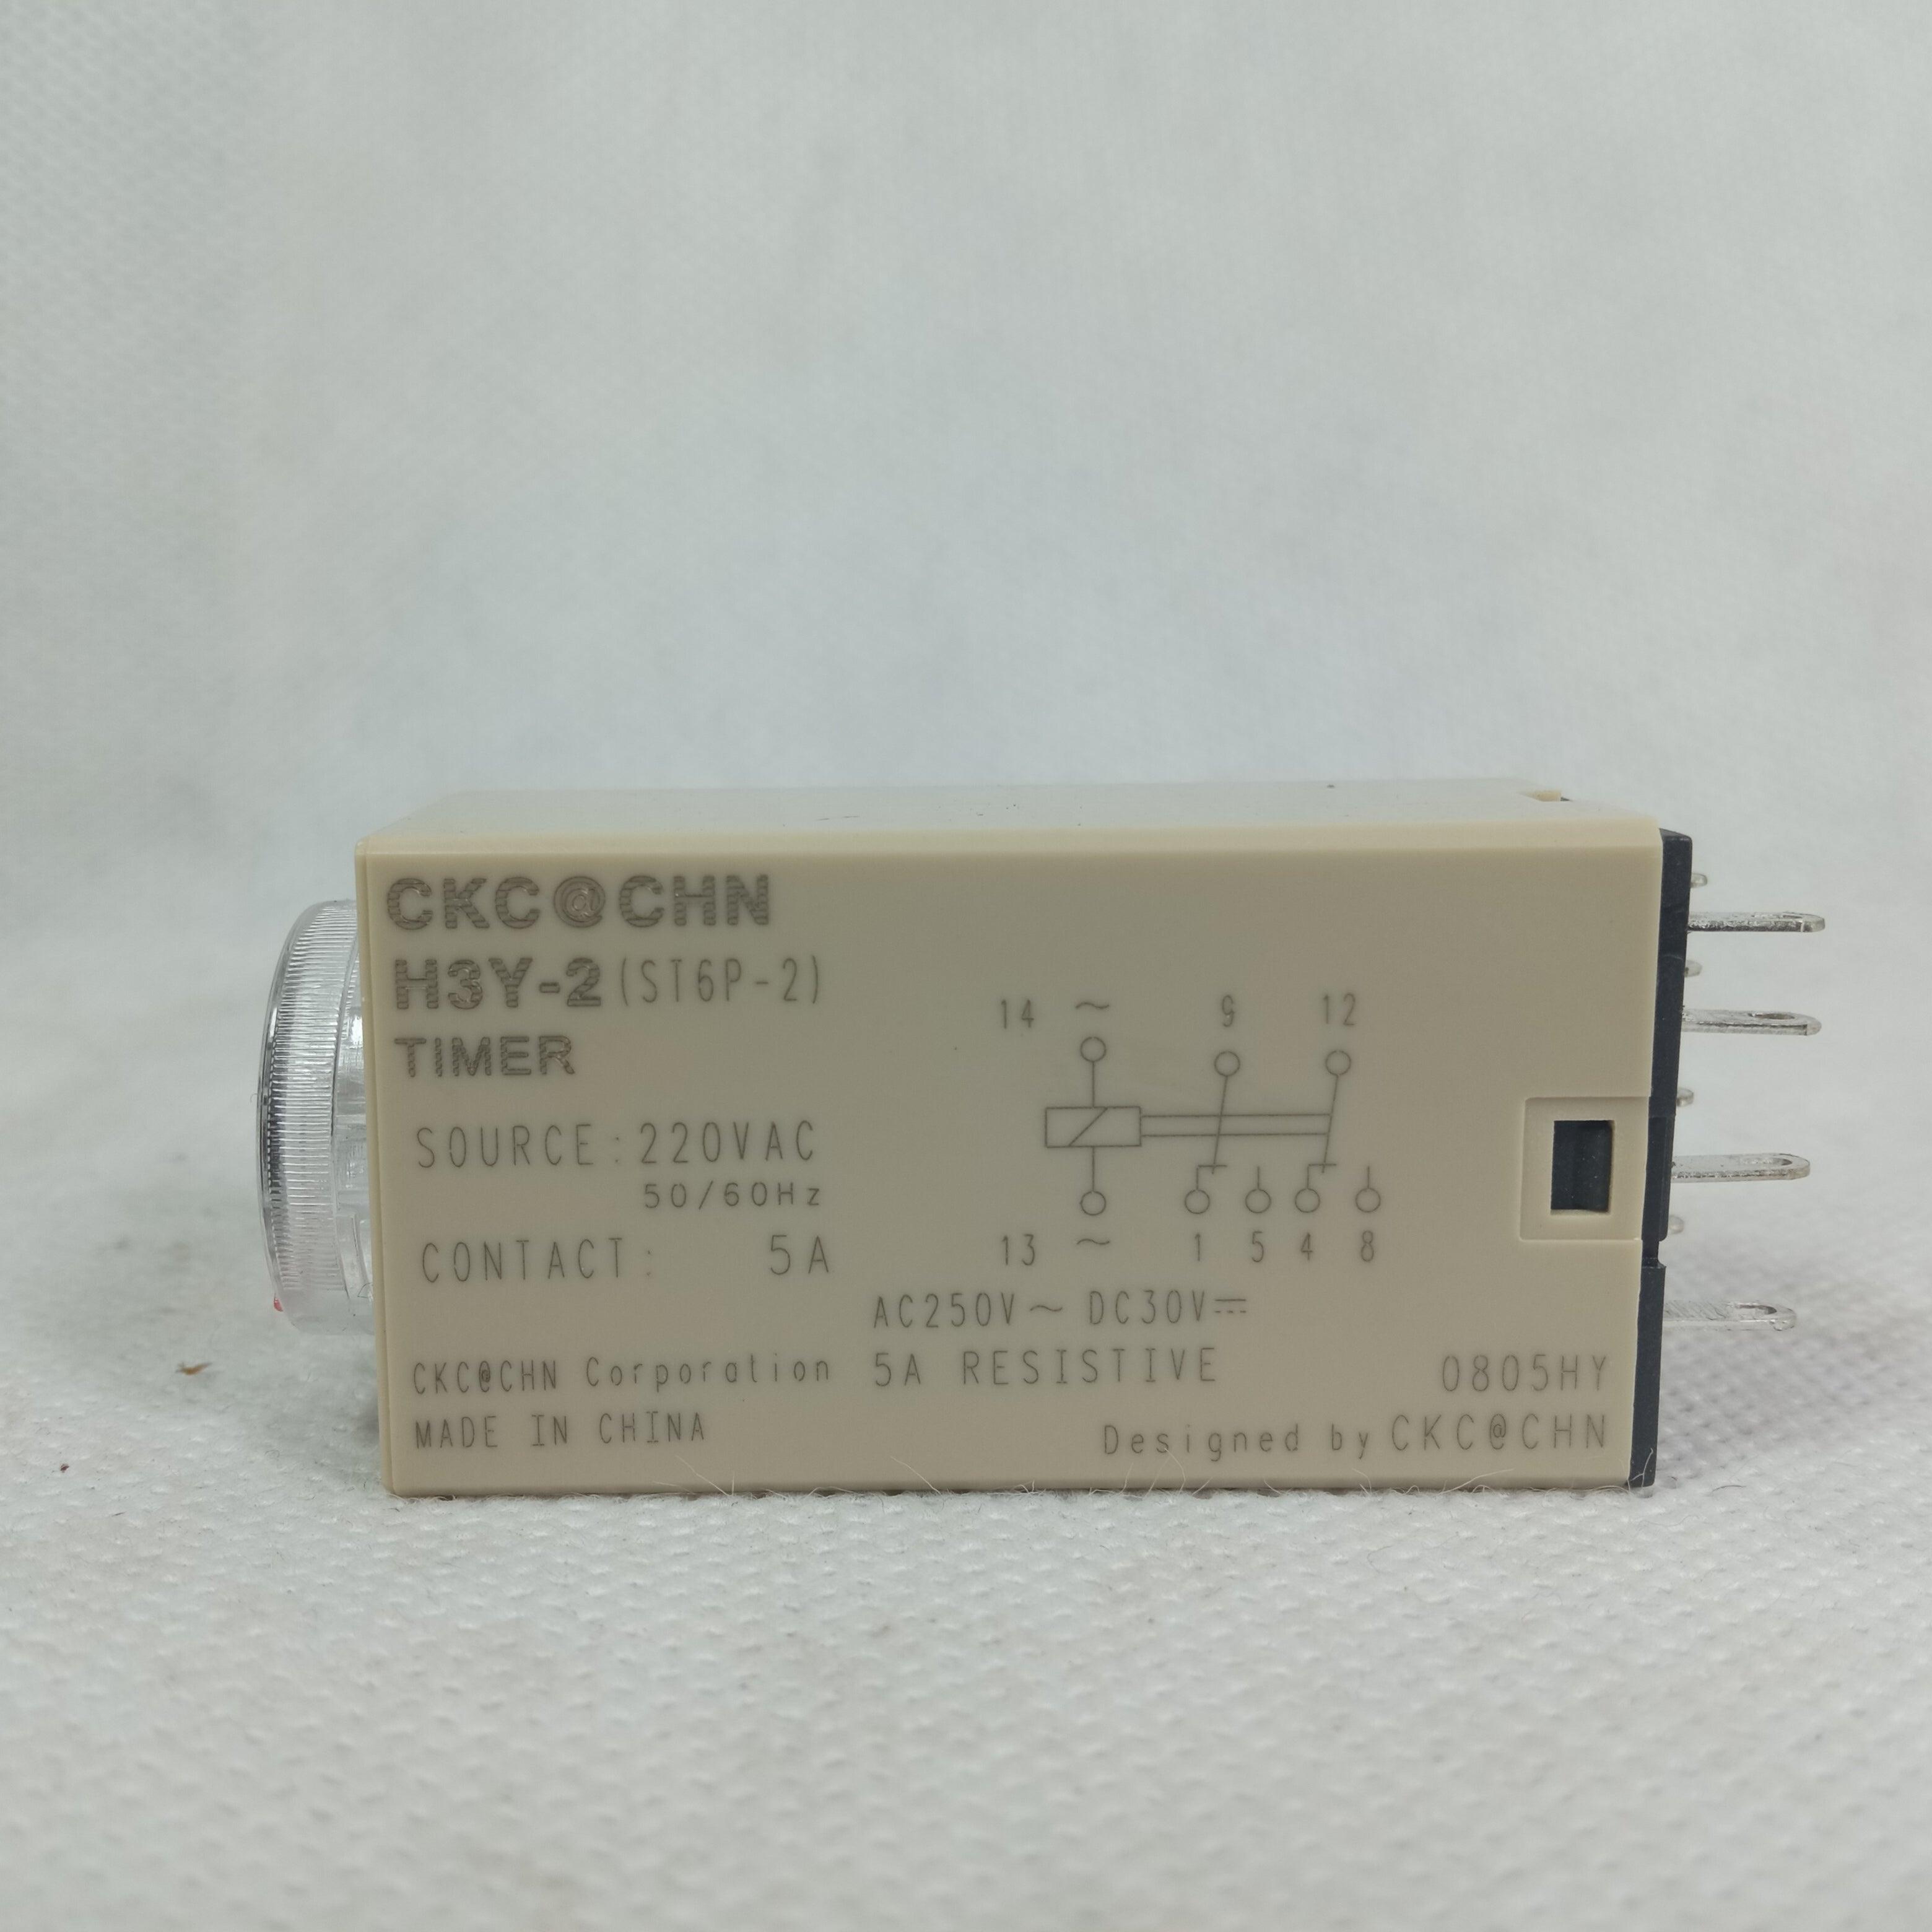 CKC@CHN
H3Y-2 (ST6P-2)
TIMER
SOURCE: 220VAC
50/60Hz
CONTACT: 5A
14 ~ 9 12
13 ~ 1 5 4 8
AC250V~ DC30V⎓
5A RESISTIVE
CKC@CHN Corporation
MADE IN CHINA
0805HY
Designed by CKC@CHN